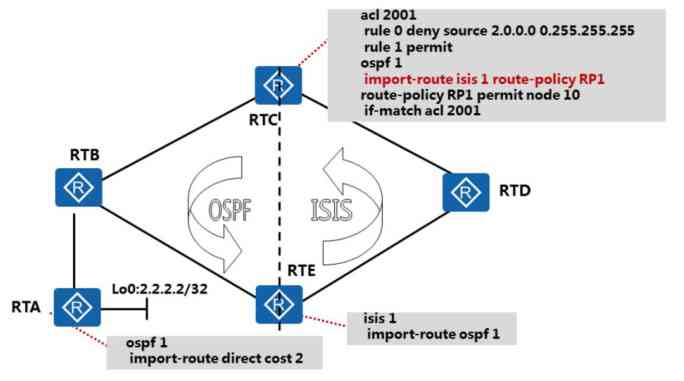 acl 2001
rule 0 deny source 2.0.0.0 0.255.255.255
rule 1 permit
ospf 1
import-route isis 1 route-policy RP1
route-policy RP1 permit node 10
if-match acl 2001
R
RTC
RTB
R
OSPF
ISIS
R
RTD
RTE
Lo0:2.2.2.2/32
RTA
R
R
isis 1
import-route ospf 1
ospf 1
import-route direct cost 2